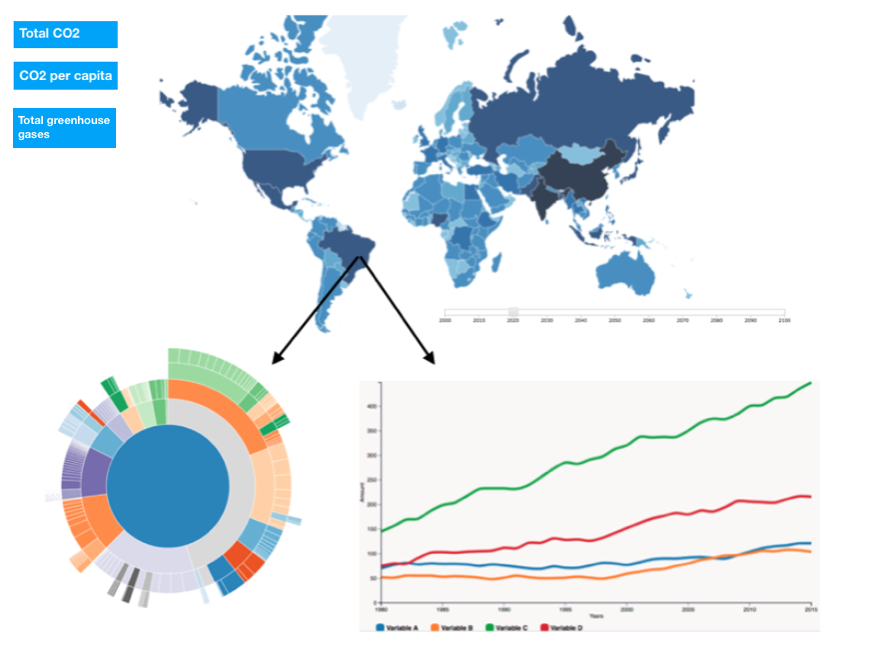 Total CO2
CO2 per capita
Total greenhouse
gases
2000 2010 2020 2030 2040 2050 2060 2070 2080 2090 2100
400
350
300
250
200
150
100
50
0
Amount
1980 1985 1990 1995 2000 2005 2010 2015
Years
Variable A Variable B Variable C Variable D